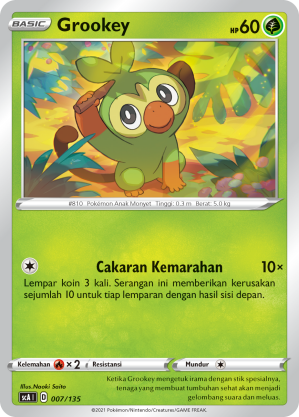 BASIC Grookey HP60
#810 Pokémon Anak Monyet Tinggi: 0.3 m Berat: 5.0 kg
Cakaran Kemarahan 10×
Lempar koin 3 kali. Serangan ini memberikan kerusakan
sejumlah 10 untuk tiap lemparan dengan hasil sisi depan.
Kelemahan × 2 Resistansi Mundur
Illus. Naoki Saito
Ketika Grookey mengetuk irama dengan stik spesialnya,
tenaga yang membuat tumbuhan sehat akan menjadi
gelombang suara dan meluas.
D 007/135
©2021 Pokémon/Nintendo/Creatures/GAME FREAK.